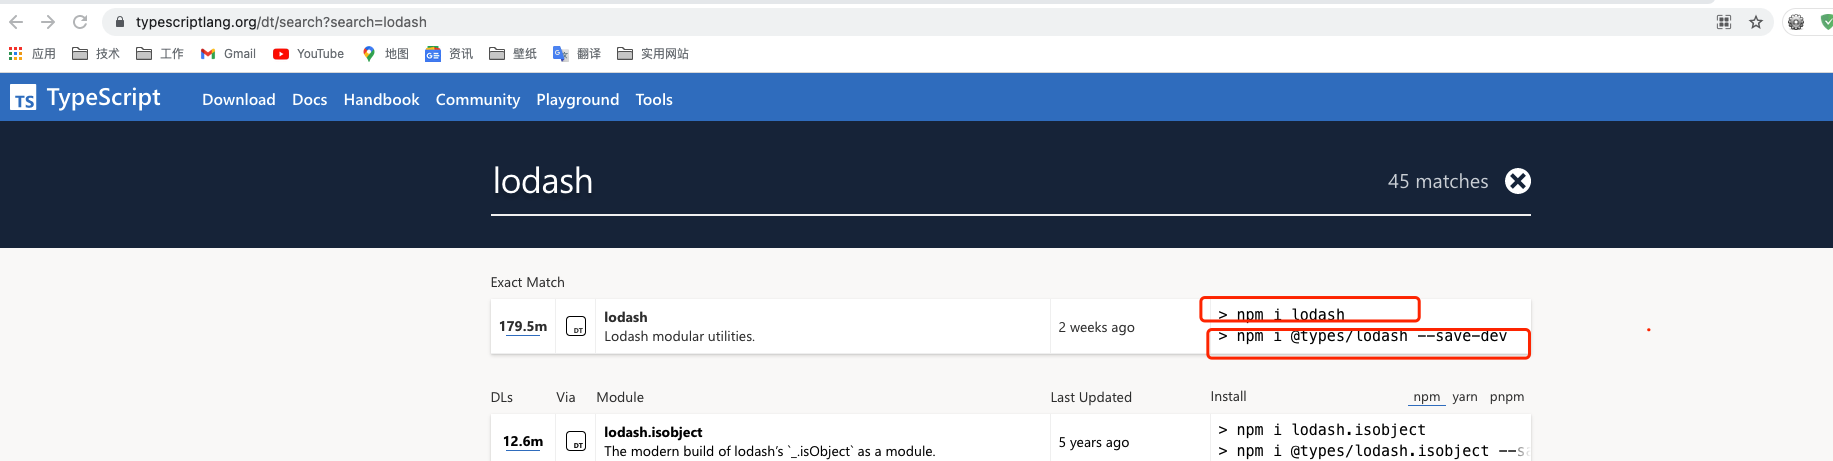 typescriptlang.org/dt/search?search=lodash
应用 技术 工作 Gmail YouTube 地图 资讯 壁纸 翻译 实用网站
TS TypeScript Download Docs Handbook Community Playground Tools
lodash 45 matches
Exact Match
179.5m DT lodash 2 weeks ago > npm i lodash
Lodash modular utilities. > npm i @types/lodash --save-dev
DLs Via Module Last Updated Install npm yarn pnpm
12.6m DT lodash.isobject 5 years ago > npm i lodash.isobject
The modern build of lodash’s `_.isObject` as a module. > npm i @types/lodash.isobject --s